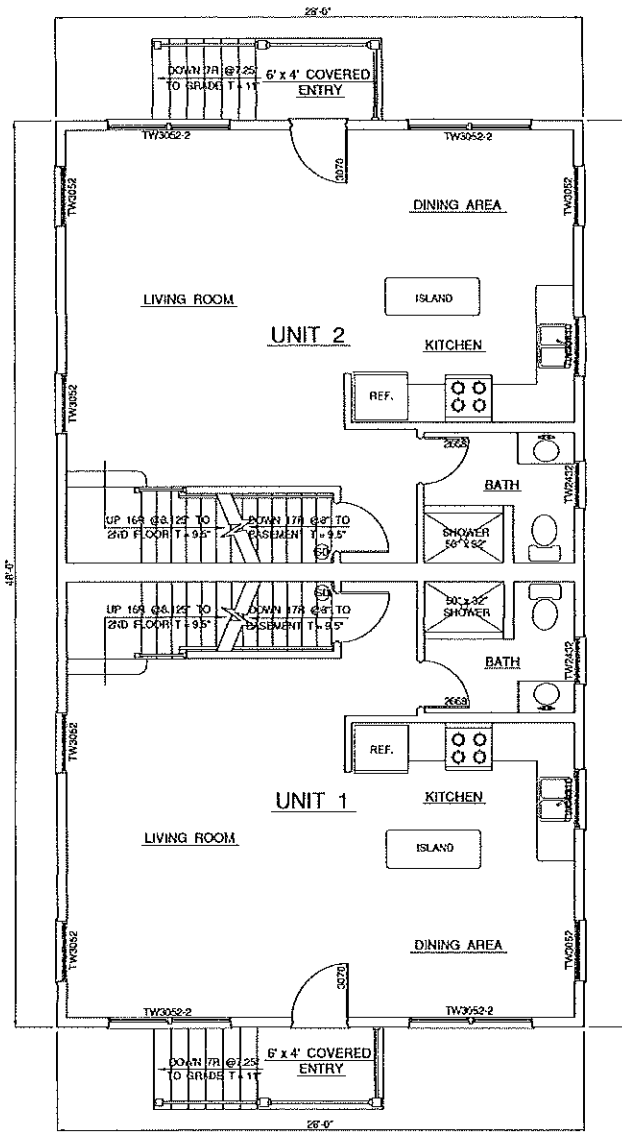 28'-0"
DOWN 7R @7.25"
TO GRADE T = 11"
6' x 4' COVERED
ENTRY
TW3052-2
TW3052-2
3070
TW3052
TW3052
DINING AREA
LIVING ROOM
ISLAND
UNIT 2
KITCHEN
TW3052
REF.
2668
BATH
TW2432
UP 16R @8.125" TO
2ND FLOOR T = 9.5"
DOWN 17R @8" TO
BASEMENT T = 9.5"
SD
SHOWER
48'-0"
UP 16R @8.125" TO
2ND FLOOR T = 9.5"
DOWN 17R @8" TO
BASEMENT T = 9.5"
SD
SHOWER
BATH
TW2432
2668
TW3052
REF.
UNIT 1
KITCHEN
LIVING ROOM
ISLAND
TW3052
DINING AREA
TW3052
3070
TW3052-2
TW3052-2
DOWN 7R @7.25"
TO GRADE T = 11"
6' x 4' COVERED
ENTRY
28'-0"